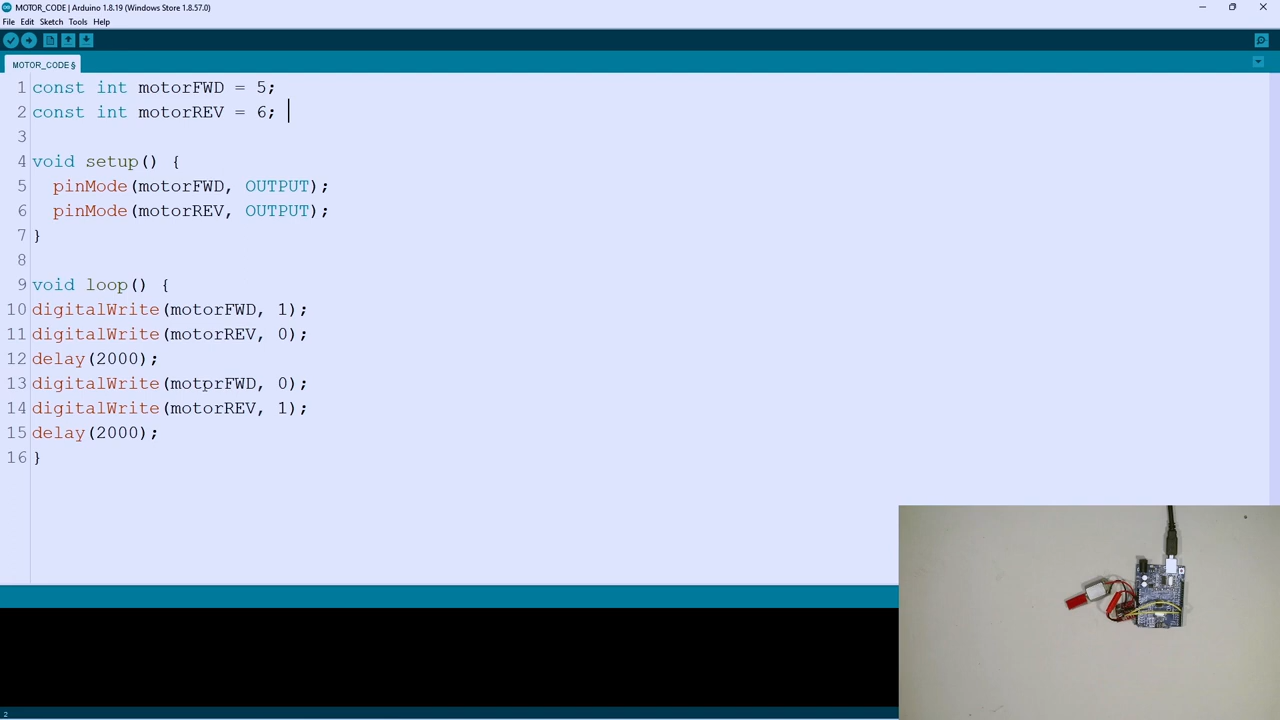 MOTOR_CODE | Arduino 1.8.19 (Windows Store 1.8.57.0)
File Edit Sketch Tools Help
MOTOR_CODE§
1 const int motorFWD = 5;
2 const int motorREV = 6;
3
4 void setup() {
5 pinMode(motorFWD, OUTPUT);
6 pinMode(motorREV, OUTPUT);
7 }
8
9 void loop() {
10 digitalWrite(motorFWD, 1);
11 digitalWrite(motorREV, 0);
12 delay(2000);
13 digitalWrite(motorFWD, 0);
14 digitalWrite(motorREV, 1);
15 delay(2000);
16 }
2